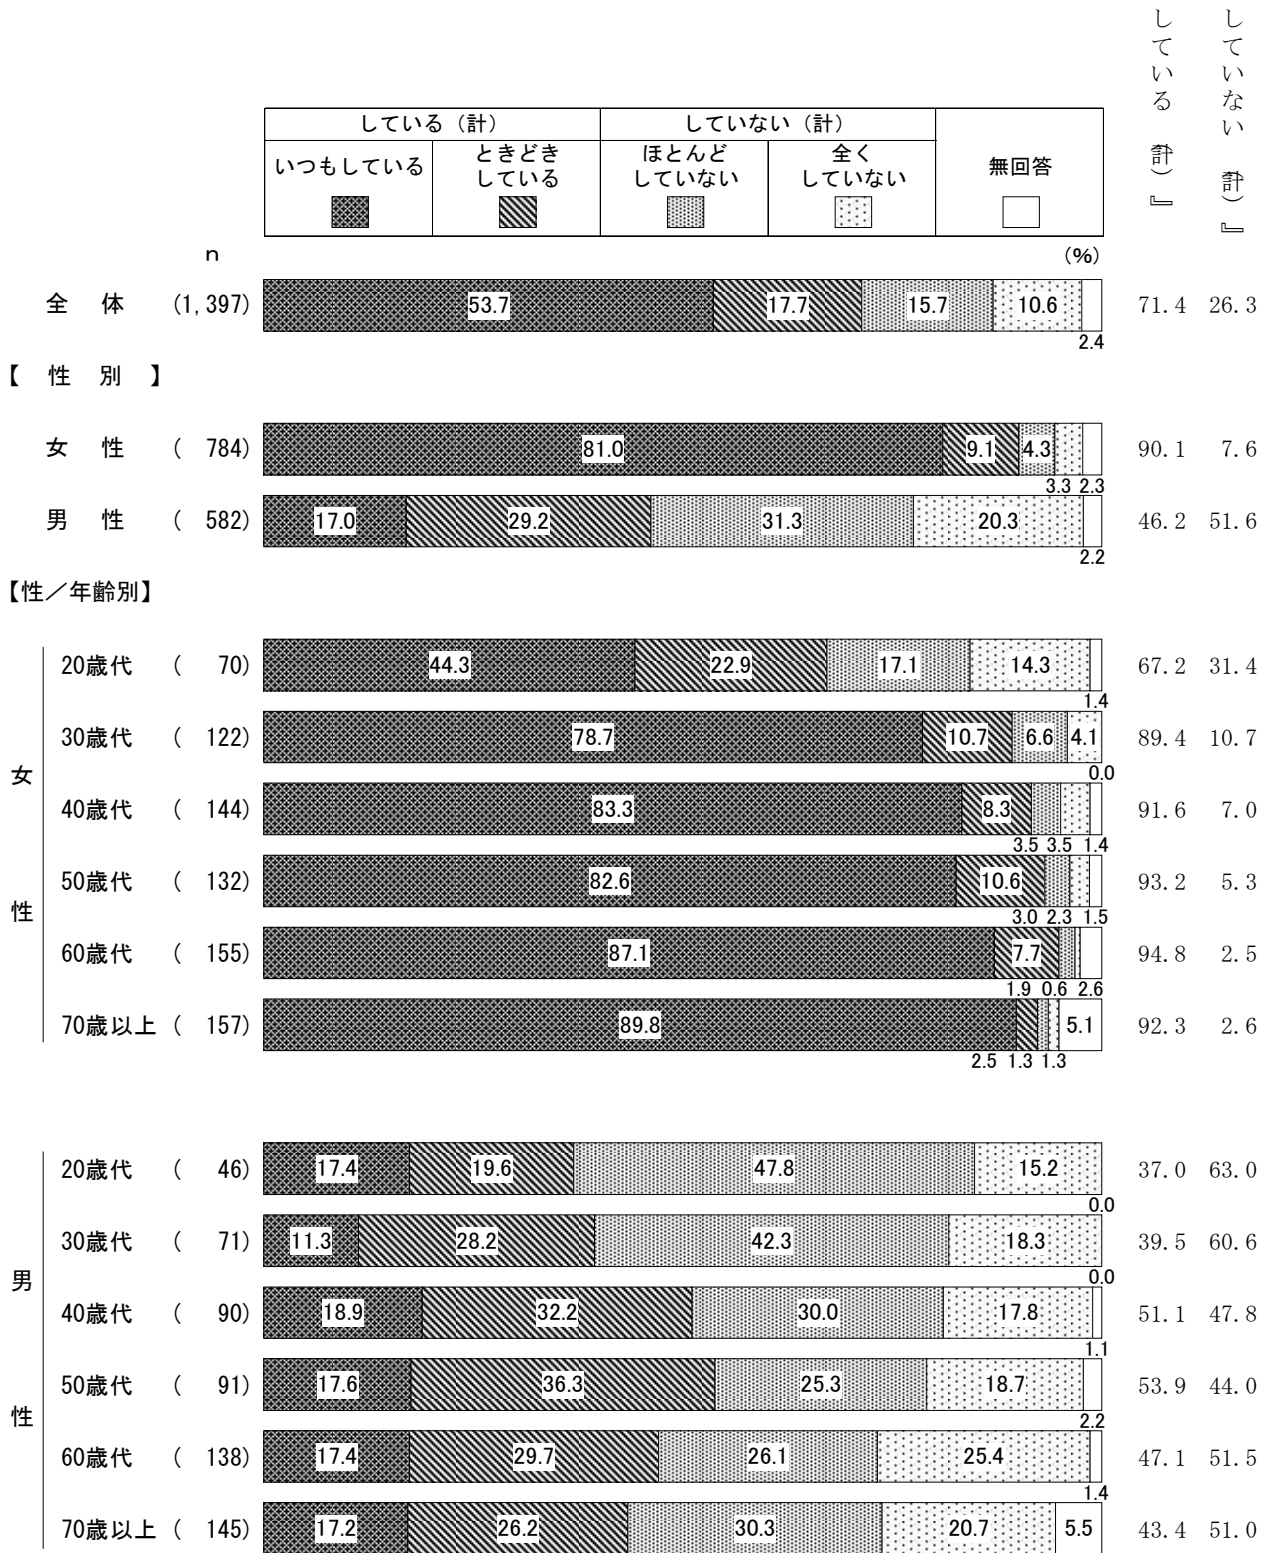 している 計）』
していない 計）』
している（計） していない（計）
いつもしている ときどき
している ほとんど
していない 全く
していない 無回答
n (%)
全 体 (1,397) 53.7 17.7 15.7 10.6 2.4 71.4 26.3
【 性 別 】
女 性 ( 784) 81.0 9.1 4.3 3.3 2.3 90.1 7.6
男 性 ( 582) 17.0 29.2 31.3 20.3 2.2 46.2 51.6
【性／年齢別】
女性
20歳代 ( 70) 44.3 22.9 17.1 14.3 1.4 67.2 31.4
30歳代 ( 122) 78.7 10.7 6.6 4.1 0.0 89.4 10.7
40歳代 ( 144) 83.3 8.3 3.5 3.5 1.4 91.6 7.0
50歳代 ( 132) 82.6 10.6 3.0 2.3 1.5 93.2 5.3
60歳代 ( 155) 87.1 7.7 1.9 0.6 2.6 94.8 2.5
70歳以上 ( 157) 89.8 2.5 1.3 1.3 5.1 92.3 2.6
男性
20歳代 ( 46) 17.4 19.6 47.8 15.2 0.0 37.0 63.0
30歳代 ( 71) 11.3 28.2 42.3 18.3 0.0 39.5 60.6
40歳代 ( 90) 18.9 32.2 30.0 17.8 1.1 51.1 47.8
50歳代 ( 91) 17.6 36.3 25.3 18.7 2.2 53.9 44.0
60歳代 ( 138) 17.4 29.7 26.1 25.4 1.4 47.1 51.5
70歳以上 ( 145) 17.2 26.2 30.3 20.7 5.5 43.4 51.0